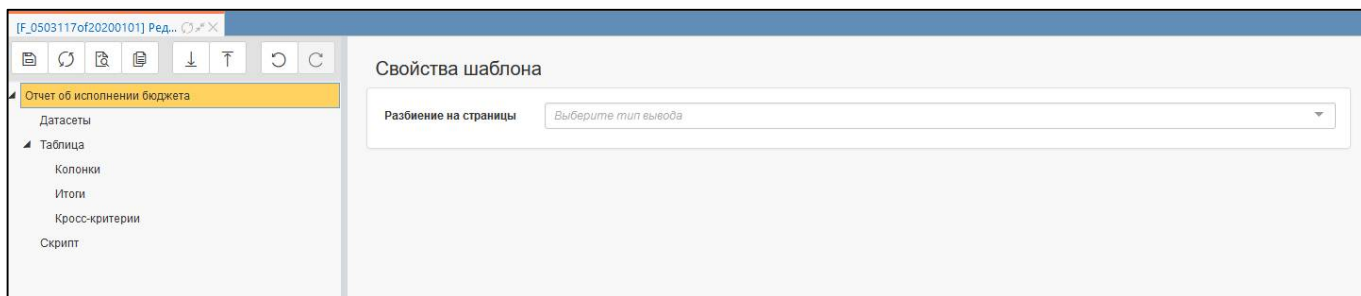 [F_0503117of20200101] Ред...
Свойства шаблона
Отчет об исполнении бюджета
Разбиение на страницы
Выберите тип вывода
Датасеты
Таблица
Колонки
Итоги
Кросс-критерии
Скрипт